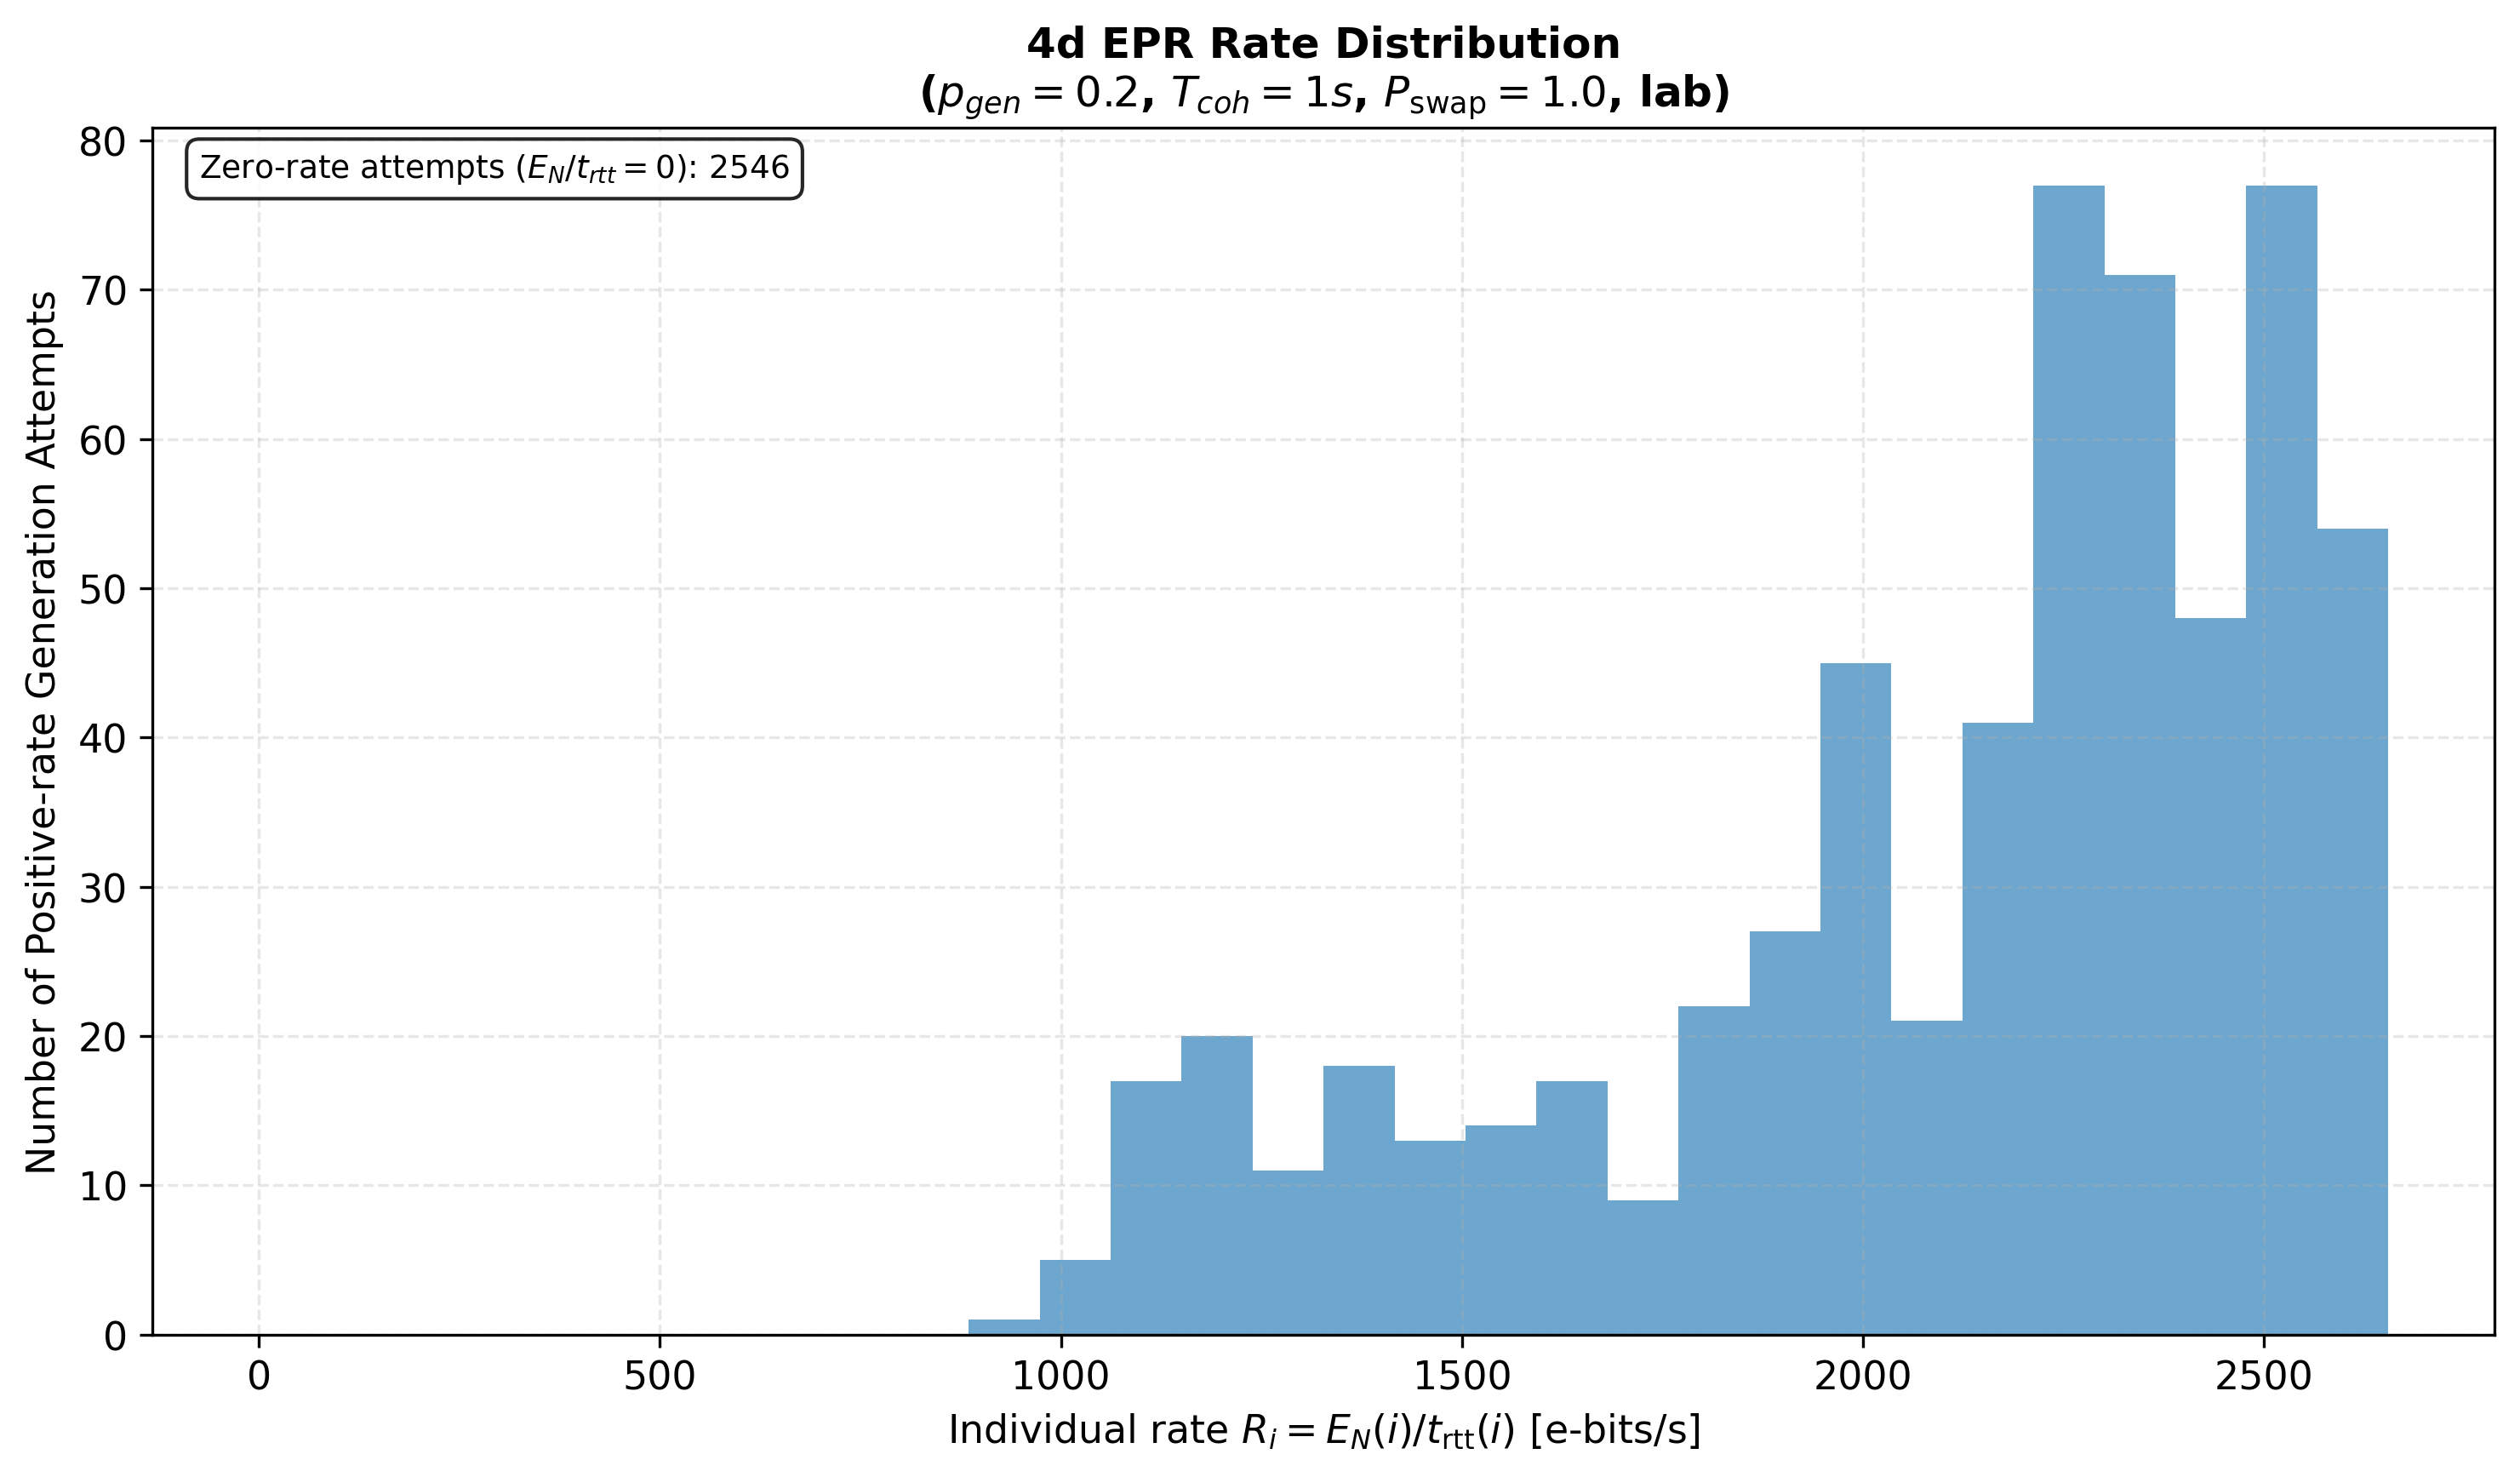 4d EPR Rate Distribution
(p_gen = 0.2, T_coh = 1s, P_swap = 1.0, lab)
Zero-rate attempts (E_N/t_rtt = 0): 2546
Number of Positive-rate Generation Attempts
80
70
60
50
40
30
20
10
0
0 500 1000 1500 2000 2500
Individual rate R_i = E_N(i)/t_rtt(i) [e-bits/s]